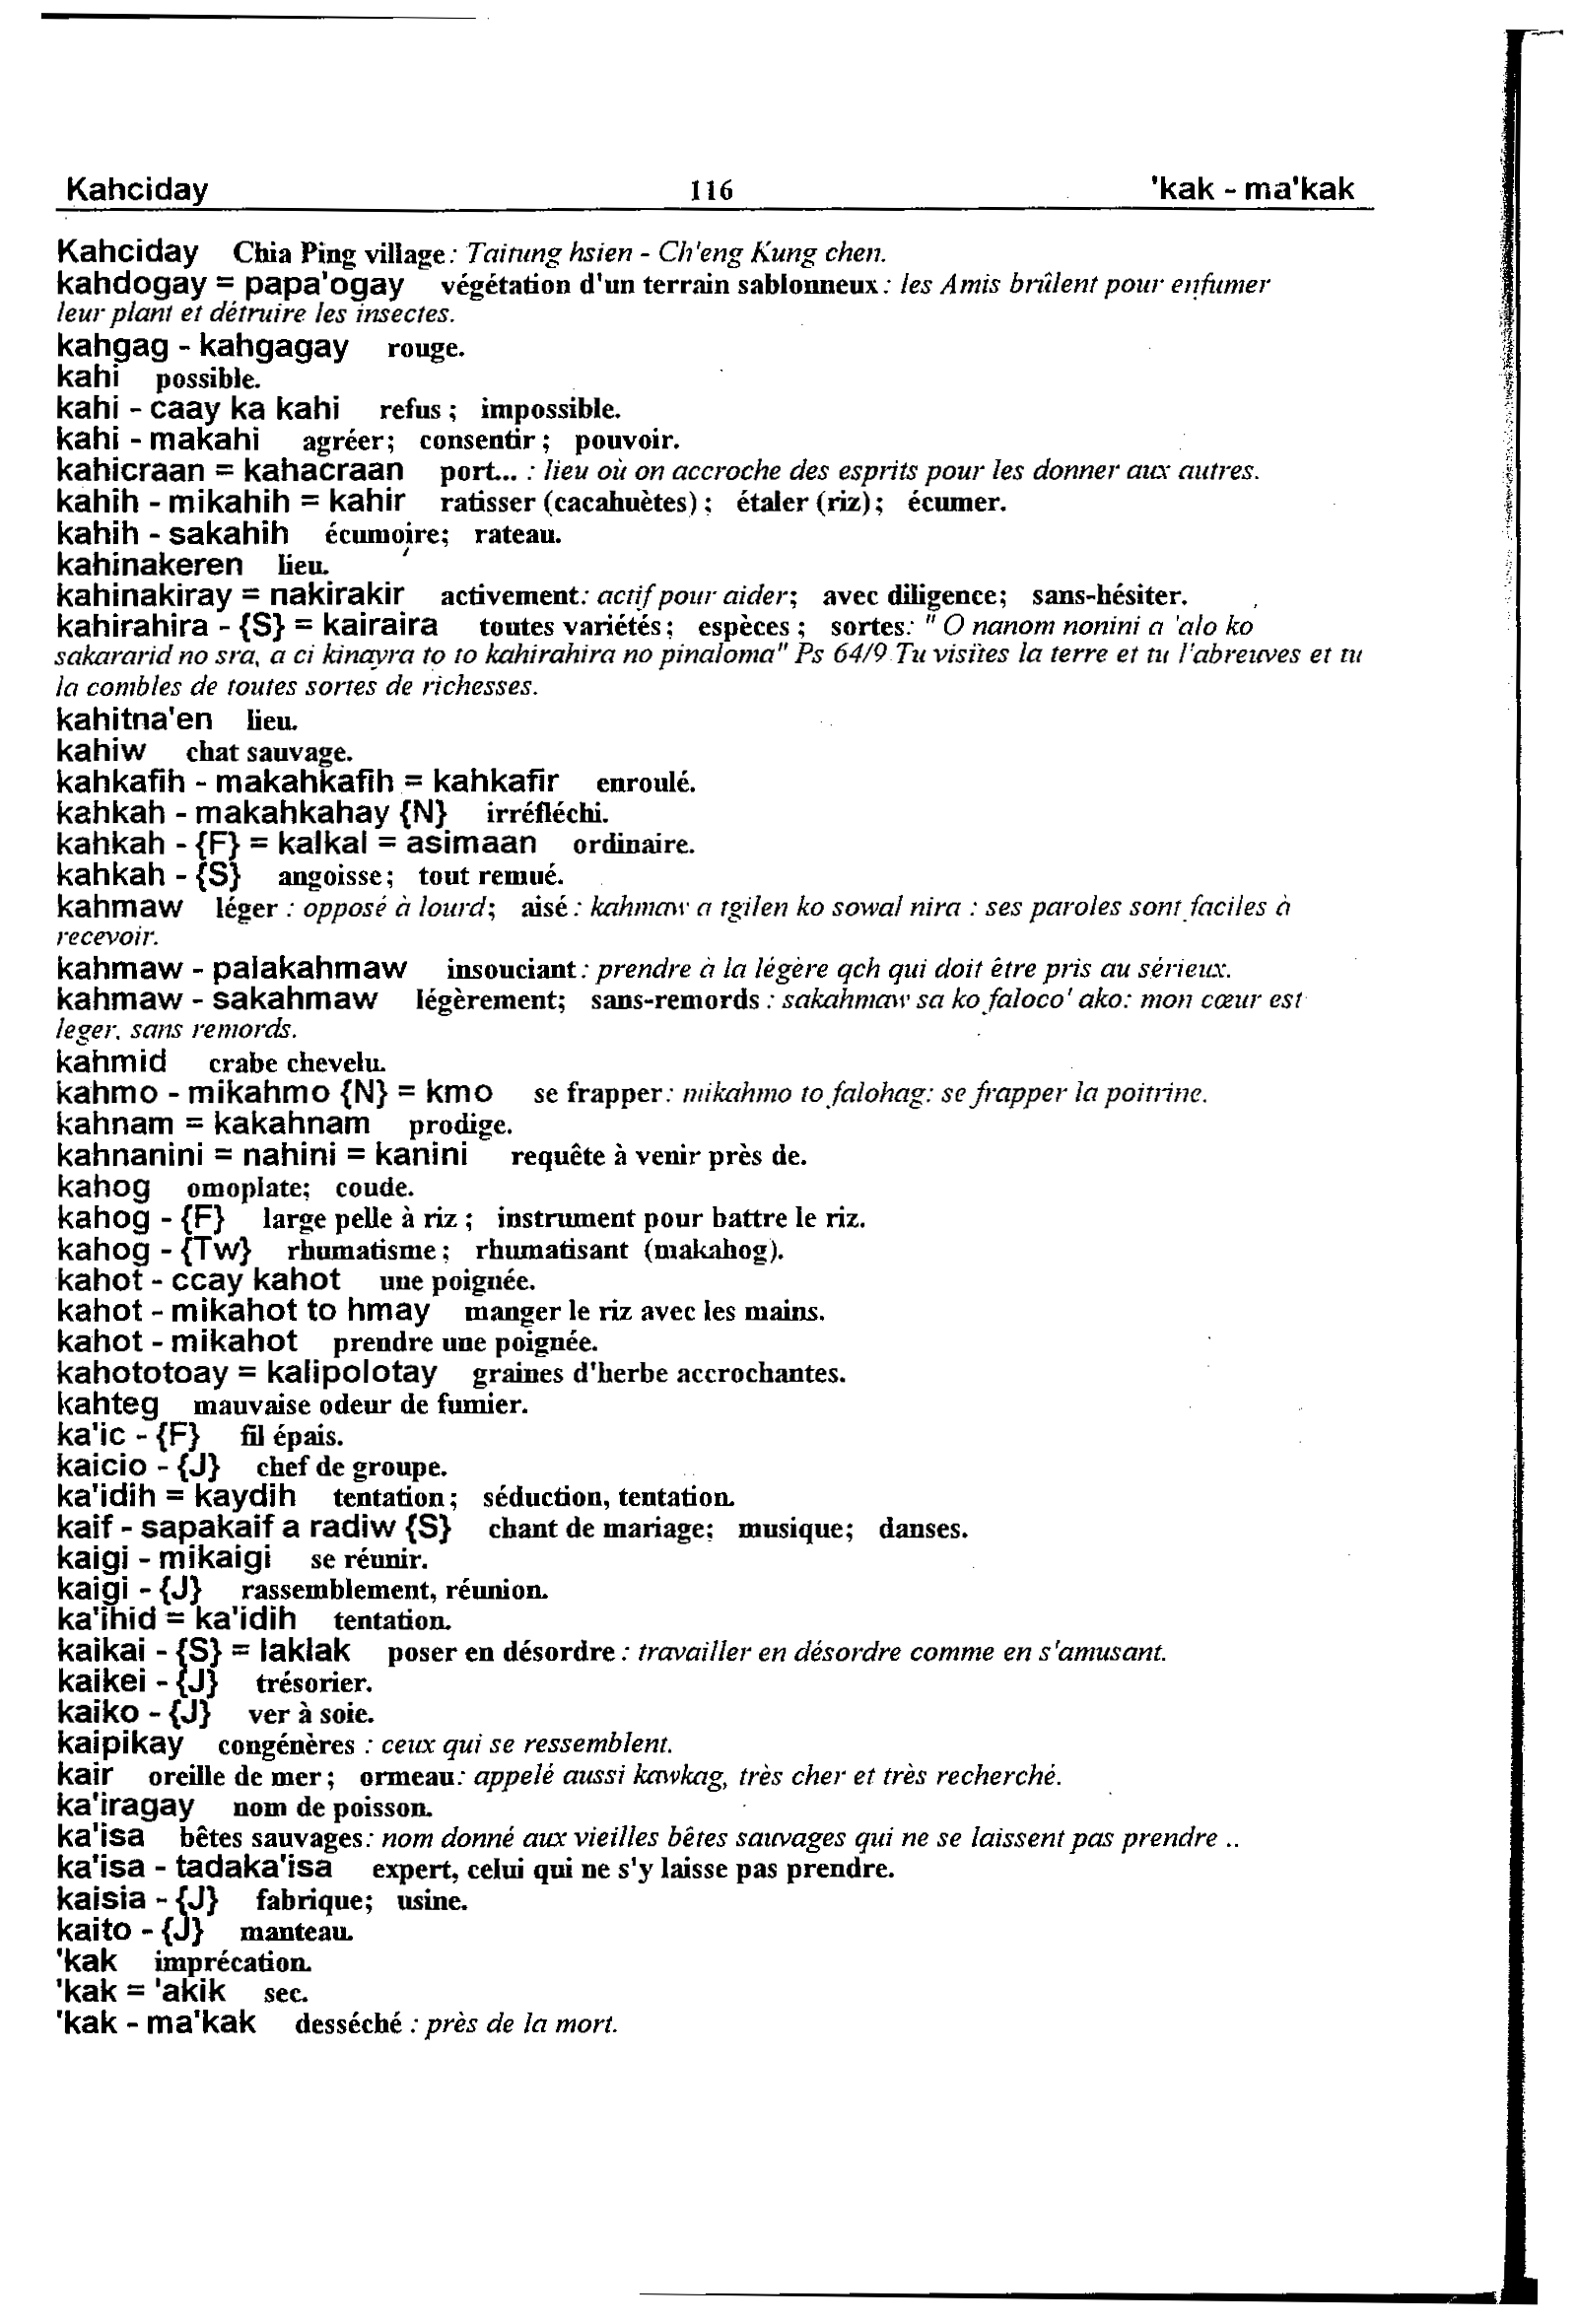 Kahciday 116 'kak - ma'kak
Kahciday Chia Ping village : Taitung hsien - Ch'eng Kung chen.
kahdogay = papa'ogay végétation d'un terrain sablonneux : les Amis brûlent pour enfumer
leur plant et détruire les insectes.
kahgag - kahgagay rouge.
kahi possible.
kahi - caay ka kahi refus ; impossible.
kahi - makahi agréer; consentir ; pouvoir.
kahicraan = kahacraan port... : lieu où on accroche des esprits pour les donner aux autres.
kahih - mikahih = kahir ratisser (cacahuètes) ; étaler (riz) ; écumer.
kahih - sakahih écumoire; rateau.
kahinakeren lieu.
kahinakiray = nakirakir activement: actif pour aider; avec diligence; sans-hésiter.
kahirahira - {S} = kairaira toutes variétés ; espèces ; sortes: " O nanom nonini a 'alo ko
sakararid no sra, a ci kinayra to to kahirahira no pinaloma" Ps 64/9 Tu visites la terre et tu l'abreuves et tu
la combles de toutes sortes de richesses.
kahitna'en lieu.
kahiw chat sauvage.
kahkafih - makahkafih = kahkafir enroulé.
kahkah - makahkahay {N} irréfléchi.
kahkah - {F} = kalkal = asimaan ordinaire.
kahkah - {S} angoisse; tout remué.
kahmaw léger : opposé à lourd; aisé : kahmaw a tgilen ko sowal nira : ses paroles sont faciles à
recevoir.
kahmaw - palakahmaw insouciant : prendre à la légère qch qui doit être pris au sérieux.
kahmaw - sakahmaw légèrement; sans-remords : sakahmaw sa ko faloco' ako: mon cœur est
leger, sans remords.
kahmid crabe chevelu.
kahmo - mikahmo {N} = kmo se frapper : mikahmo to falohag: se frapper la poitrine.
kahnam = kakahnam prodige.
kahnanini = nahini = kanini requête à venir près de.
kahog omoplate; coude.
kahog - {F} large pelle à riz ; instrument pour battre le riz.
kahog - {Tw} rhumatisme ; rhumatisant (makahog).
kahot - ccay kahot une poignée.
kahot - mikahot to hmay manger le riz avec les mains.
kahot - mikahot prendre une poignée.
kahototoay = kalipolotay graines d'herbe accrochantes.
kahteg mauvaise odeur de fumier.
ka'ic - {F} fil épais.
kaicio - {J} chef de groupe.
ka'idih = kaydih tentation ; séduction, tentation.
kaif - sapakaif a radiw {S} chant de mariage; musique; danses.
kaigi - mikaigi se réunir.
kaigi - {J} rassemblement, réunion.
ka'ihid = ka'idih tentation.
kaikai - {S} = laklak poser en désordre : travailler en désordre comme en s'amusant.
kaikei - {J} trésorier.
kaiko - {J} ver à soie.
kaipikay congénères : ceux qui se ressemblent.
kair oreille de mer ; ormeau : appelé aussi kawkag, très cher et très recherché.
ka'iragay nom de poisson.
ka'isa bêtes sauvages : nom donné aux vieilles bêtes sauvages qui ne se laissent pas prendre ..
ka'isa - tadaka'isa expert, celui qui ne s'y laisse pas prendre.
kaisia - {J} fabrique; usine.
kaito - {J} manteau.
'kak imprécation.
'kak = 'akik sec.
'kak - ma'kak desséché : près de la mort.